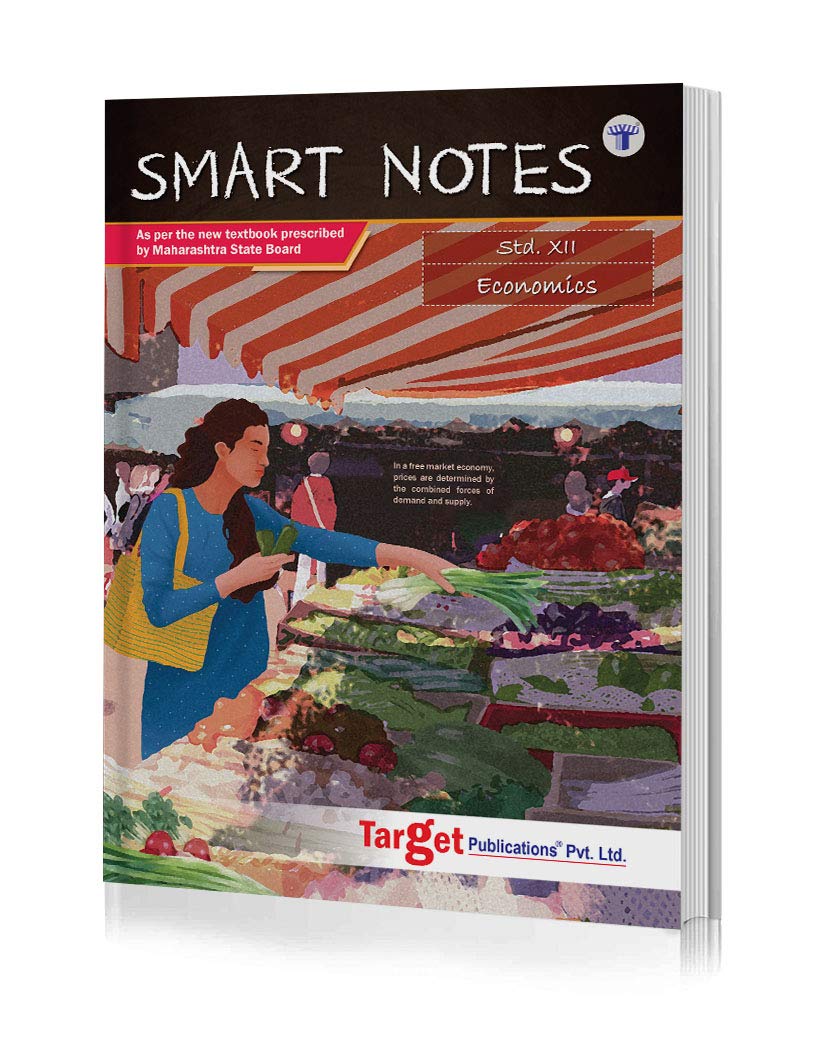 SMART NOTES
As per the new textbook prescribed
by Maharashtra State Board
Std. XII
Economics
In a free market economy,
prices are determined by
the combined forces of
demand and supply.
Target Publications® Pvt. Ltd.